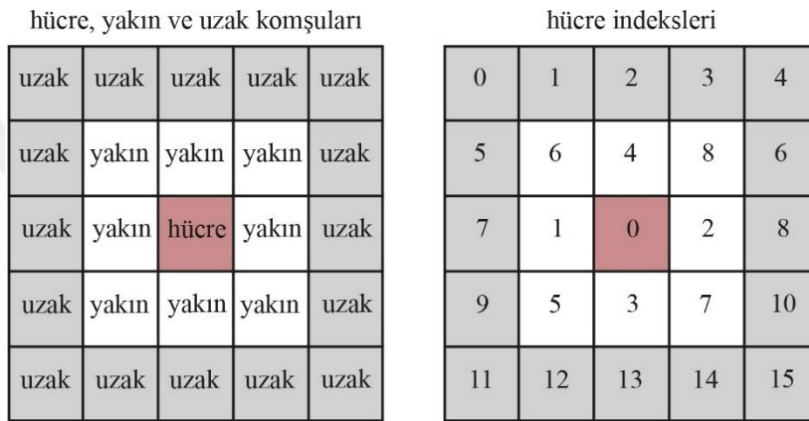 hücre, yakın ve uzak komşuları
uzak uzak uzak uzak uzak
uzak yakın yakın yakın uzak
uzak yakın hücre yakın uzak
uzak yakın yakın yakın uzak
uzak uzak uzak uzak uzak
hücre indeksleri
0 1 2 3 4
5 6 4 8 6
7 1 0 2 8
9 5 3 7 10
11 12 13 14 15